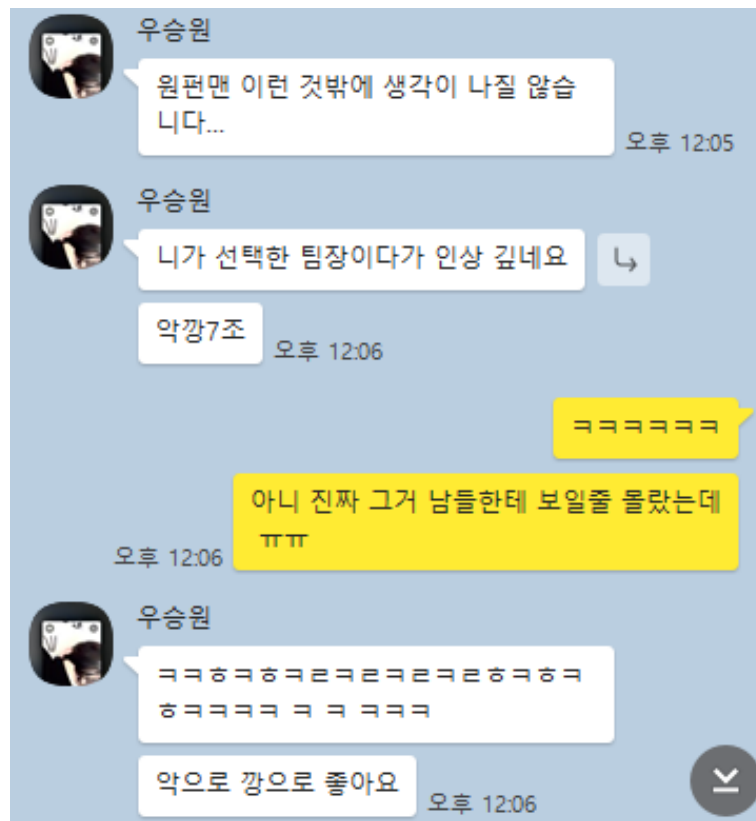 우승원
원펀맨 이런 것밖에 생각이 나질 않습
니다...
오후 12:05
우승원
니가 선택한 팀장이다가 인상 깊네요
악깡7조
오후 12:06
ㅋㅋㅋㅋㅋㅋ
아니 진짜 그거 남들한테 보일줄 몰랐는데
ㅠㅠ
오후 12:06
우승원
ㅋㅋㅎㅋㅎㅋㄹㅋㄹㅋㄹㅋㄹㅎㅋㅎㅋ
ㅎㅋㅋㅋㅋ ㅋ ㅋ ㅋㅋㅋ
악으로 깡으로 좋아요
오후 12:06